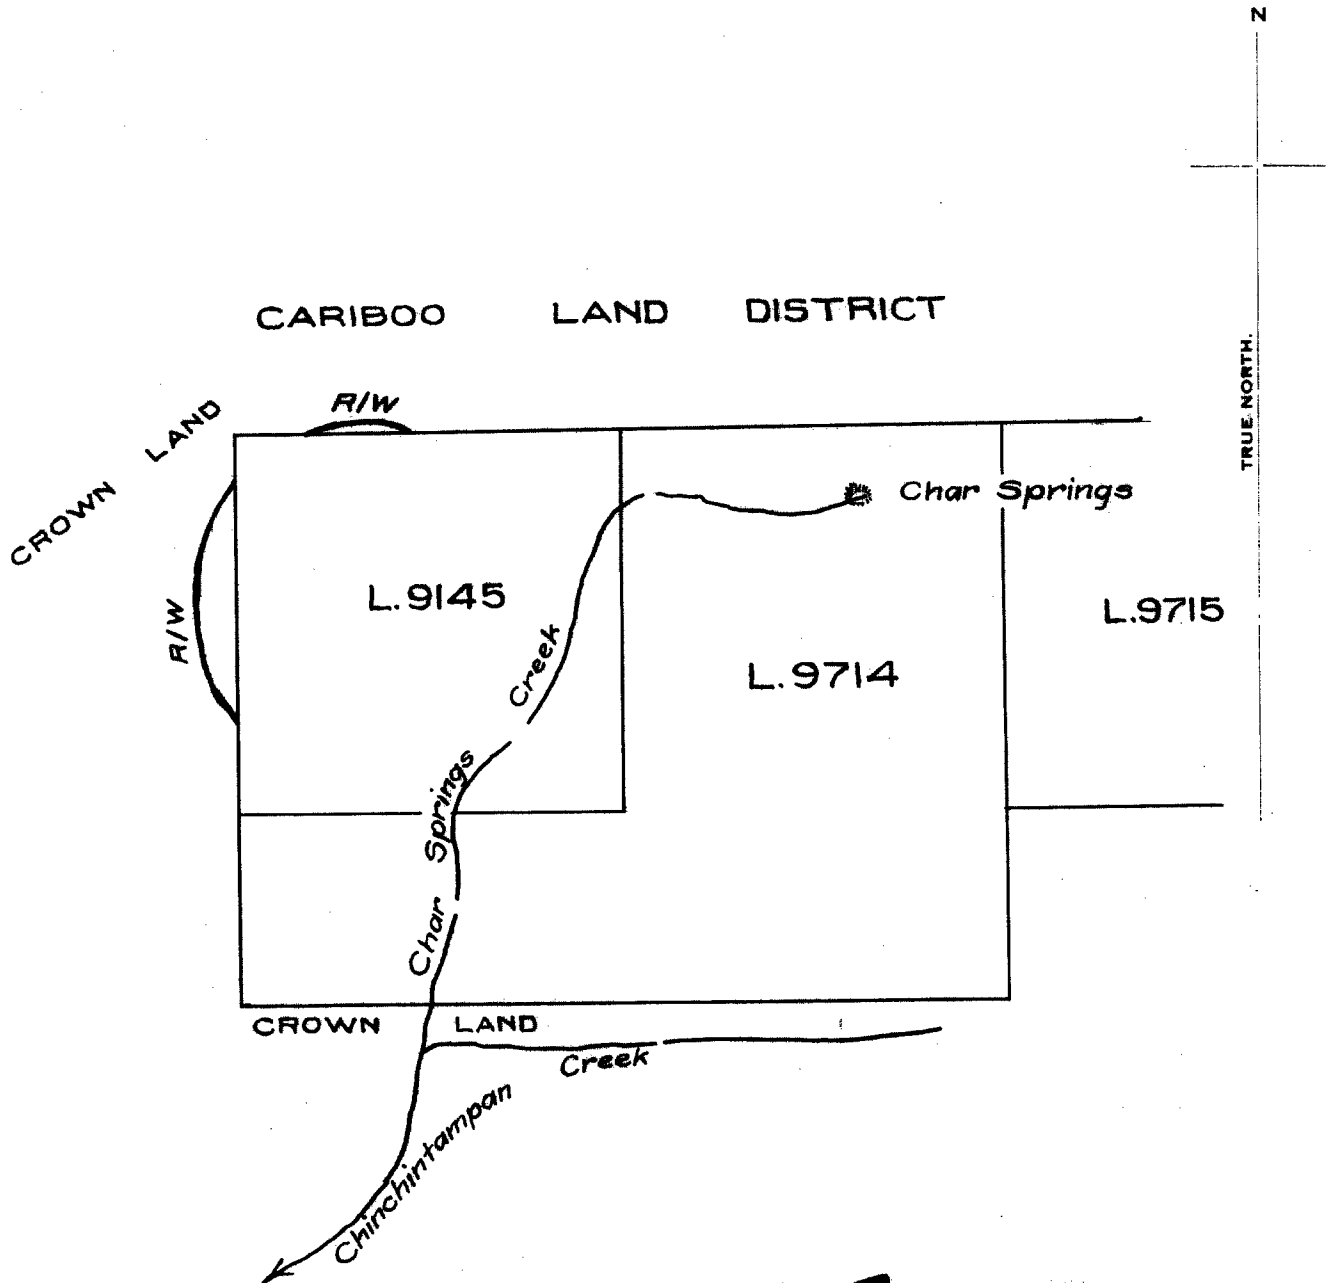 N
TRUE NORTH.
CARIBOO LAND DISTRICT
CROWN LAND
R/W
R/W
Char Springs
L.9145
L.9715
L.9714
Char Springs Creek
CROWN LAND
Chinchintampan Creek